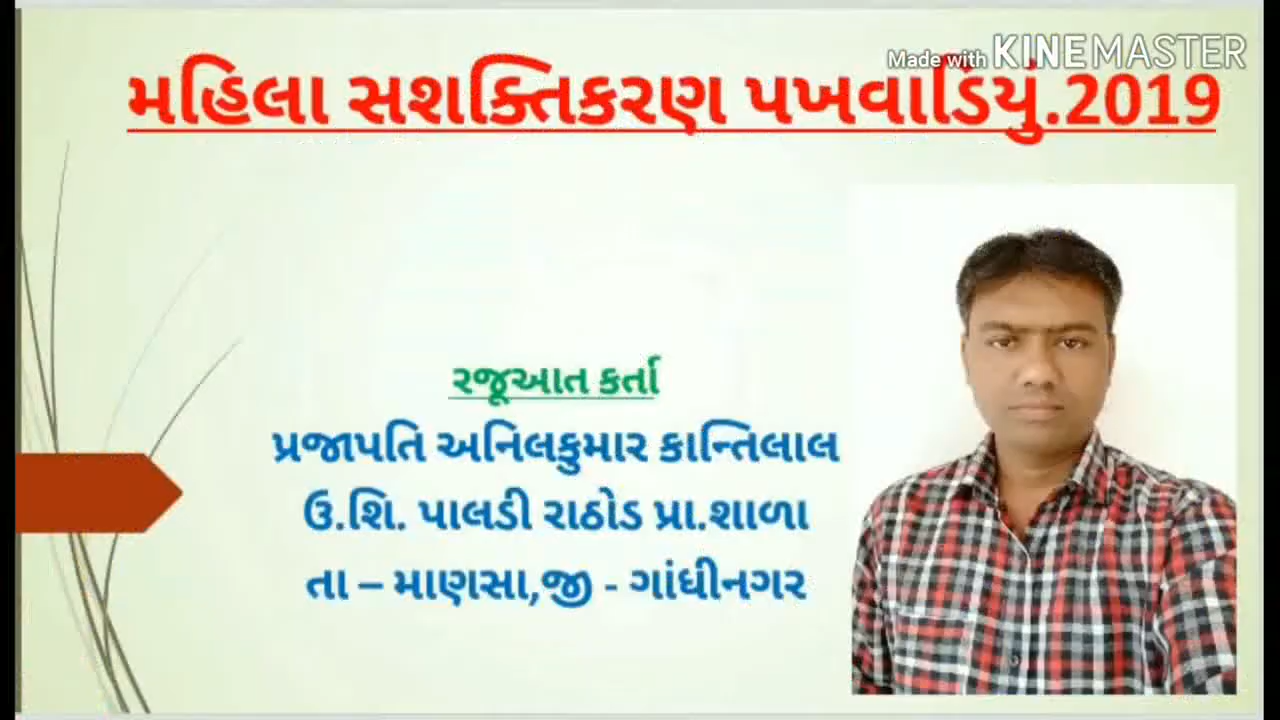 Made with KINEMASTER
મહિલા સશક્તિકરણ પખવાડિયું.2019
રજૂઆત કર્તા
પ્રજાપતિ અનિલકુમાર કાન્તિલાલ
ઉ.શિ. પાલડી રાઠોડ પ્રા.શાળા
તા – માણસા,જી - ગાંધીનગર